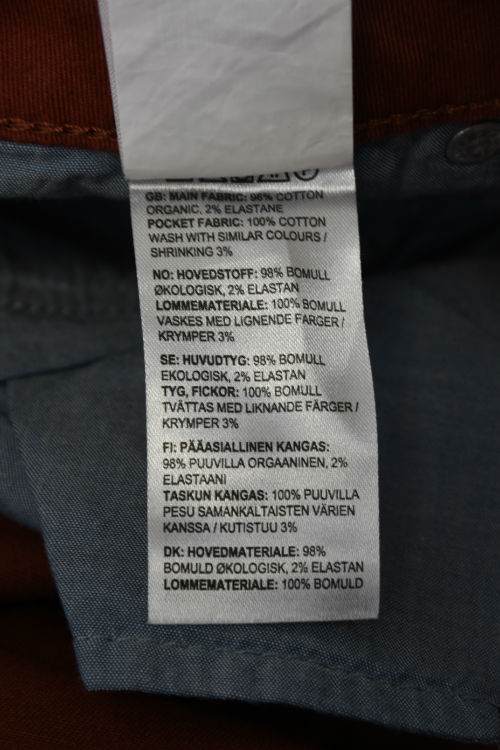 GB: MAIN FABRIC: 98% COTTON
ORGANIC, 2% ELASTANE
POCKET FABRIC: 100% COTTON
WASH WITH SIMILAR COLOURS /
SHRINKING 3%
NO: HOVEDSTOFF: 98% BOMULL
ØKOLOGISK, 2% ELASTAN
LOMMEMATERIALE: 100% BOMULL
VASKES MED LIGNENDE FARGER /
KRYMPER 3%
SE: HUVUDTYG: 98% BOMULL
EKOLOGISK, 2% ELASTAN
TYG, FICKOR: 100% BOMULL
TVÄTTAS MED LIKNANDE FÄRGER /
KRYMPER 3%
FI: PÄÄASIALLINEN KANGAS:
98% PUUVILLA ORGAANINEN, 2%
ELASTAANI
TASKUN KANGAS: 100% PUUVILLA
PESU SAMANKALTAISTEN VÄRIEN
KANSSA / KUTISTUU 3%
DK: HOVEDMATERIALE: 98%
BOMULD ØKOLOGISK, 2% ELASTAN
LOMMEMATERIALE: 100% BOMULD